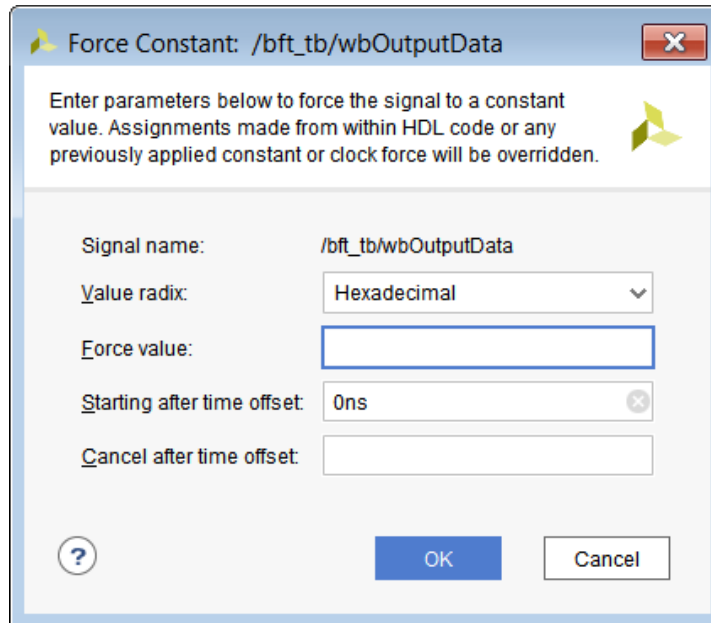 Force Constant: /bft_tb/wbOutputData
Enter parameters below to force the signal to a constant
value. Assignments made from within HDL code or any
previously applied constant or clock force will be overridden.
Signal name: /bft_tb/wbOutputData
Value radix: Hexadecimal
Force value:
Starting after time offset: 0ns
Cancel after time offset:
? OK Cancel